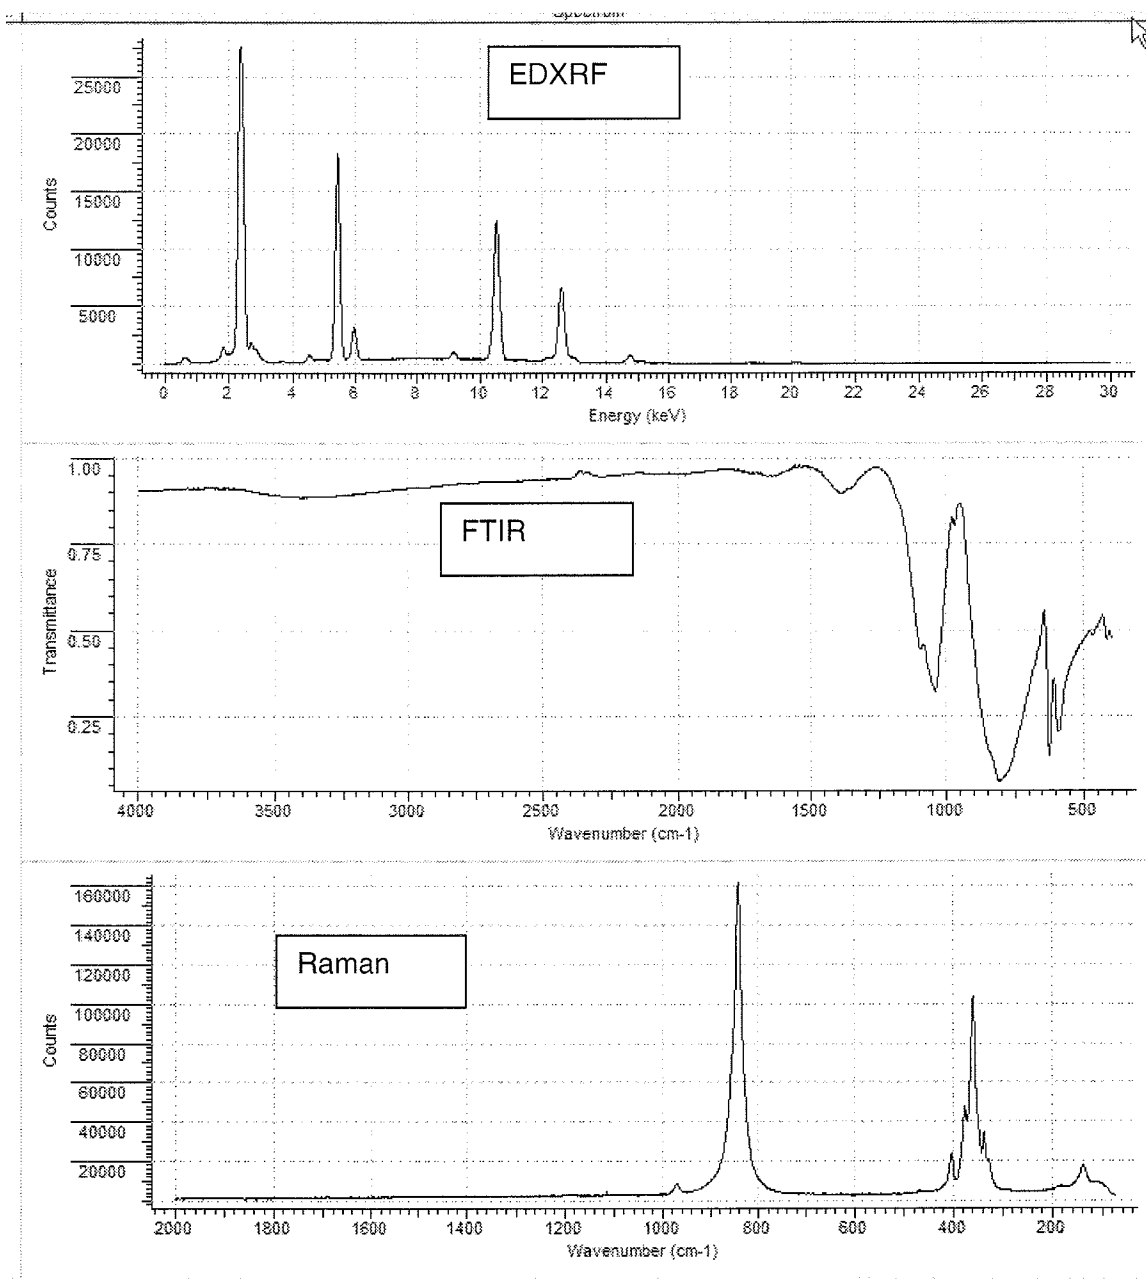 Spectrum
EDXRF
25000
20000
15000
10000
5000
Counts
0 2 4 6 8 10 12 14 16 18 20 22 24 26 28 30
Energy (keV)
FTIR
1.00
0.75
0.50
0.25
Transmittance
4000 3500 3000 2500 2000 1500 1000 500
Wavenumber (cm-1)
Raman
160000
140000
120000
100000
80000
60000
40000
20000
Counts
2000 1800 1600 1400 1200 1000 800 600 400 200
Wavenumber (cm-1)